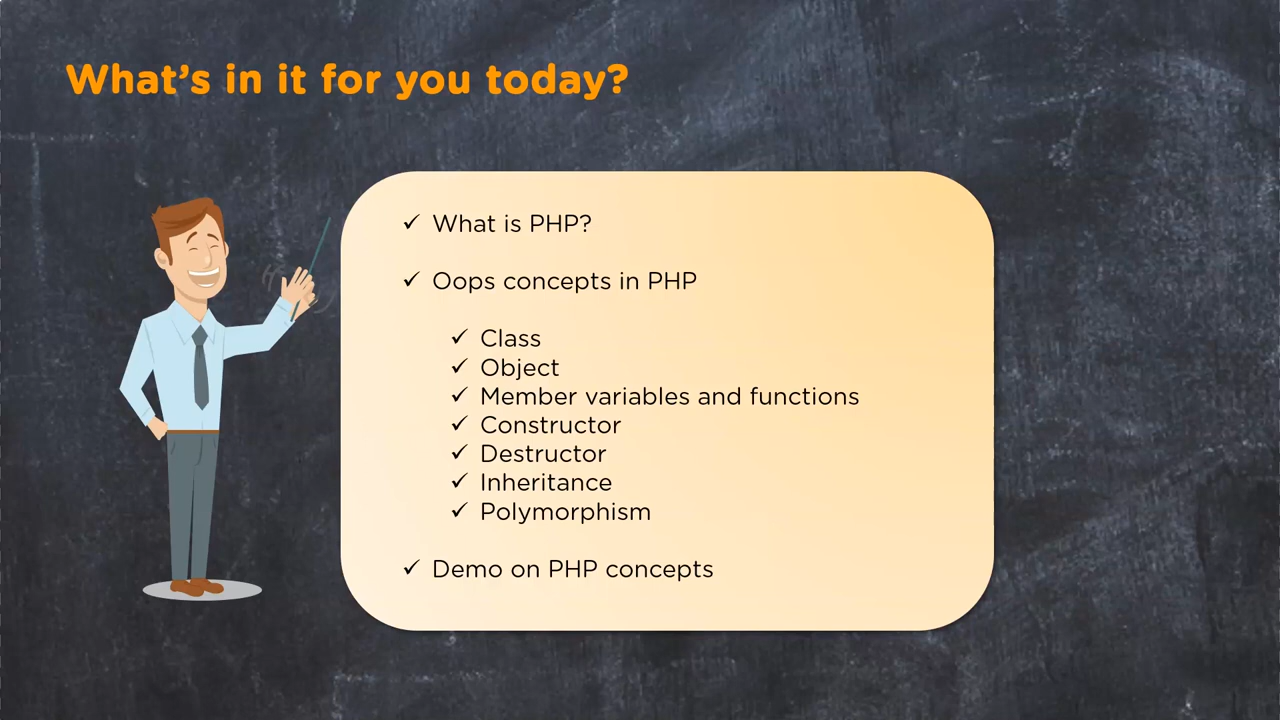 What's in it for you today?
✓ What is PHP?
✓ Oops concepts in PHP
✓ Class
✓ Object
✓ Member variables and functions
✓ Constructor
✓ Destructor
✓ Inheritance
✓ Polymorphism
✓ Demo on PHP concepts